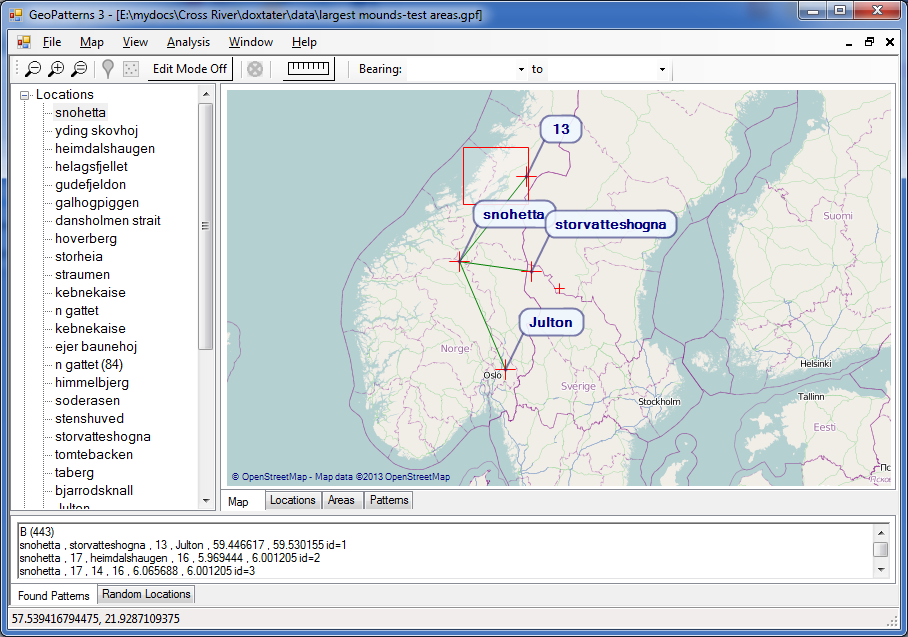 GeoPatterns 3 - [E:\mydocs\Cross River\doxtater\data\largest mounds-test areas.gpf]
File Map View Analysis Window Help
Edit Mode Off Bearing: to
Locations
snohetta
yding skovhoj
heimdalshaugen
helagsfjellet
gudefjeldon
galhogpiggen
dansholmen strait
hoverberg
storheia
straumen
kebnekaise
n gattet
kebnekaise
ejer baunehoj
n gattet (84)
himmelbjerg
soderasen
stenshuved
storvatteshogna
tomtebacken
taberg
bjarrodsknall
Julton
13
snohetta
storvatteshogna
Suomi
Julton
Norge
Oslo
Sverige
Stockholm
Helsinki
Tallinn
Eesti
© OpenStreetMap - Map data ©2013 OpenStreetMap
Map Locations Areas Patterns
B (443)
snohetta , storvatteshogna , 13 , Julton , 59.446617 , 59.530155 id=1
snohetta , 17 , heimdalshaugen , 16 , 5.969444 , 6.001205 id=2
snohetta , 17 , 14 , 16 , 6.065688 , 6.001205 id=3
Found Patterns Random Locations
57.539416794475, 21.9287109375